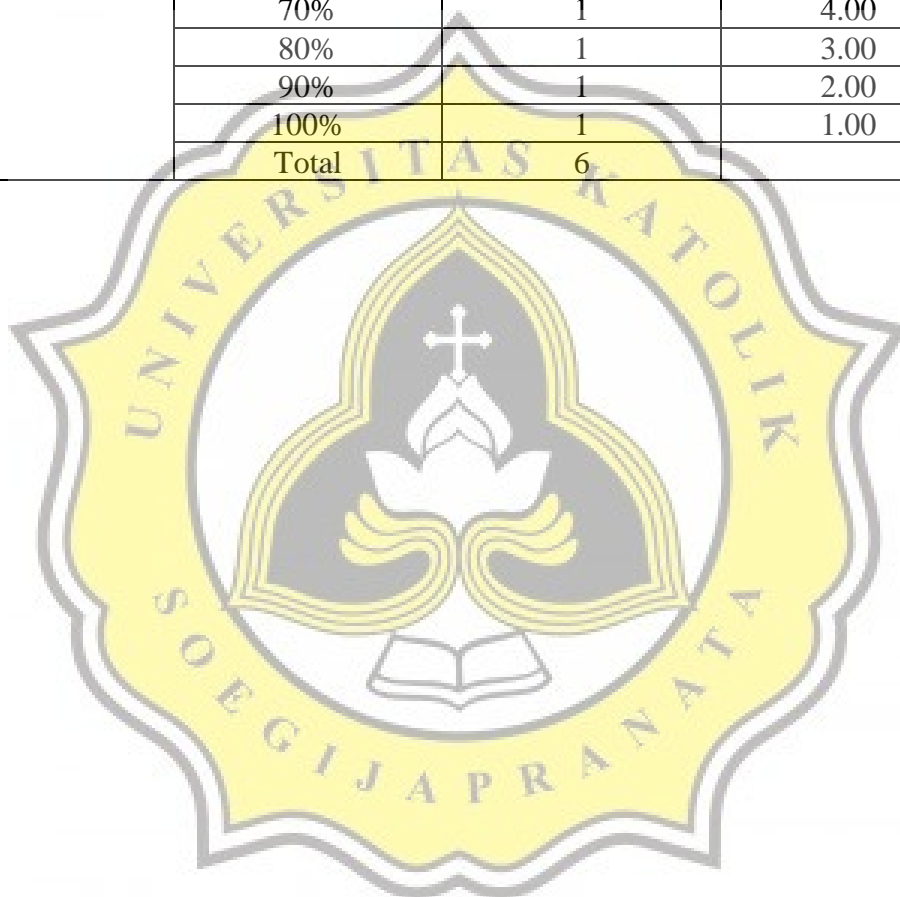 70% 1 4.00
80% 1 3.00
90% 1 2.00
100% 1 1.00
Total 6
UNIVERSITAS KATOLIK
SOEGIJAPRANATA